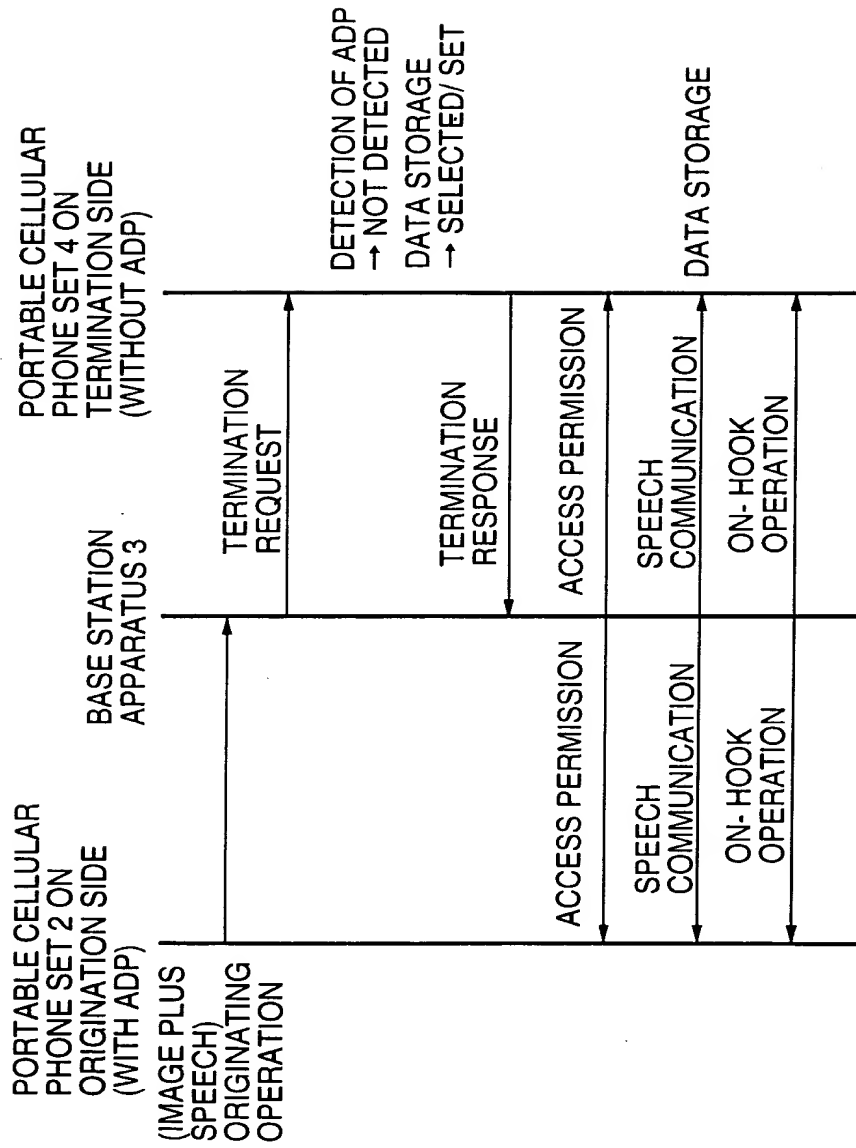 PORTABLE CELLULAR
PHONE SET 2 ON
ORIGINATION SIDE
(WITH ADP)
BASE STATION
APPARATUS 3
PORTABLE CELLULAR
PHONE SET 4 ON
TERMINATION SIDE
(WITHOUT ADP)
(IMAGE PLUS
SPEECH)
ORIGINATING
OPERATION
TERMINATION
REQUEST
DETECTION OF ADP
→ NOT DETECTED
DATA STORAGE
→ SELECTED/ SET
TERMINATION
RESPONSE
ACCESS PERMISSION
ACCESS PERMISSION
SPEECH
COMMUNICATION
SPEECH
COMMUNICATION
DATA STORAGE
ON-HOOK
OPERATION
ON-HOOK
OPERATION